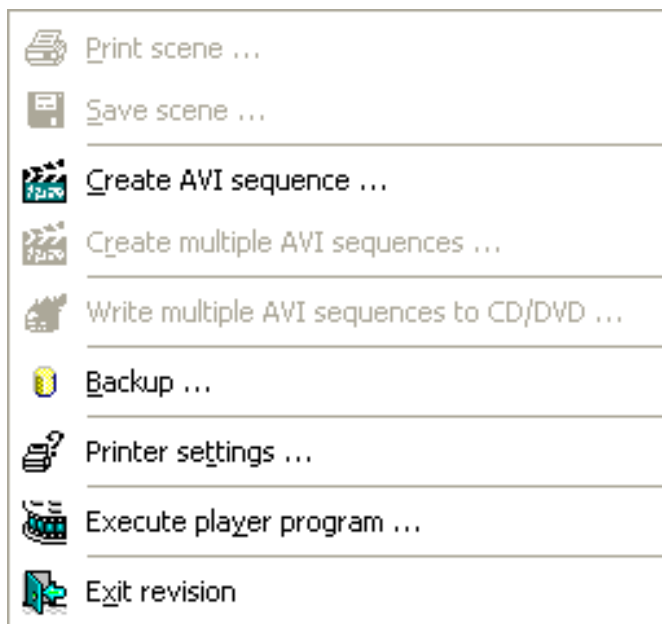 Print scene ...
Save scene ...
Create AVI sequence ...
Create multiple AVI sequences ...
Write multiple AVI sequences to CD/DVD ...
Backup ...
Printer settings ...
Execute player program ...
Exit revision